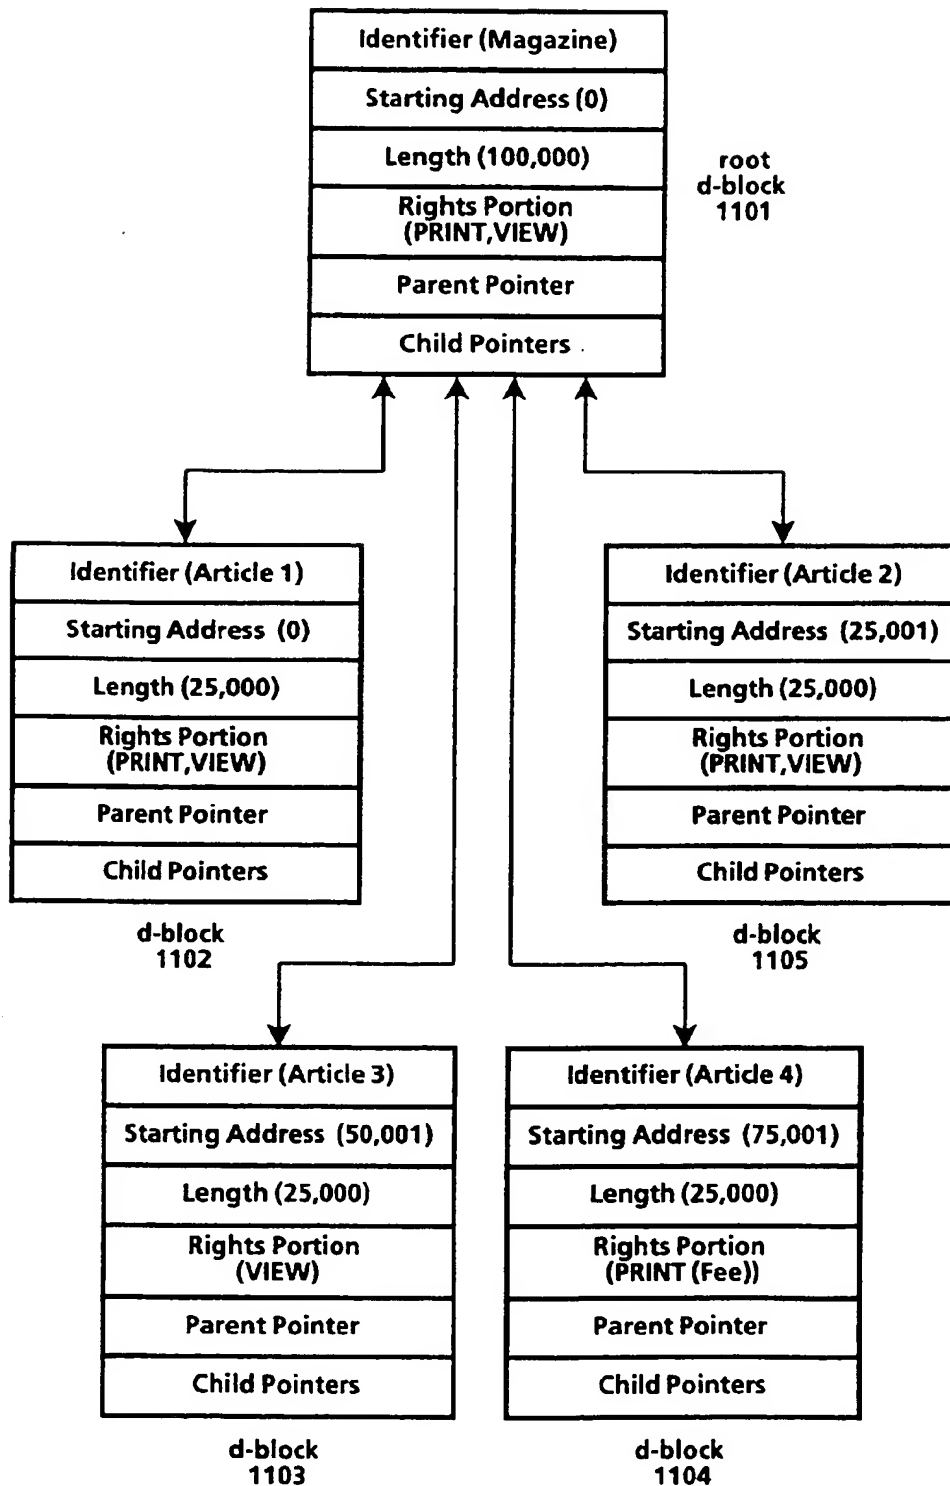 Identifier (Magazine)
Starting Address (0)
Length (100,000)
Rights Portion
(PRINT,VIEW)
Parent Pointer
Child Pointers
root
d-block
1101
Identifier (Article 1)
Starting Address (0)
Length (25,000)
Rights Portion
(PRINT,VIEW)
Parent Pointer
Child Pointers
d-block
1102
Identifier (Article 2)
Starting Address (25,001)
Length (25,000)
Rights Portion
(PRINT,VIEW)
Parent Pointer
Child Pointers
d-block
1105
Identifier (Article 3)
Starting Address (50,001)
Length (25,000)
Rights Portion
(VIEW)
Parent Pointer
Child Pointers
d-block
1103
Identifier (Article 4)
Starting Address (75,001)
Length (25,000)
Rights Portion
(PRINT (Fee))
Parent Pointer
Child Pointers
d-block
1104